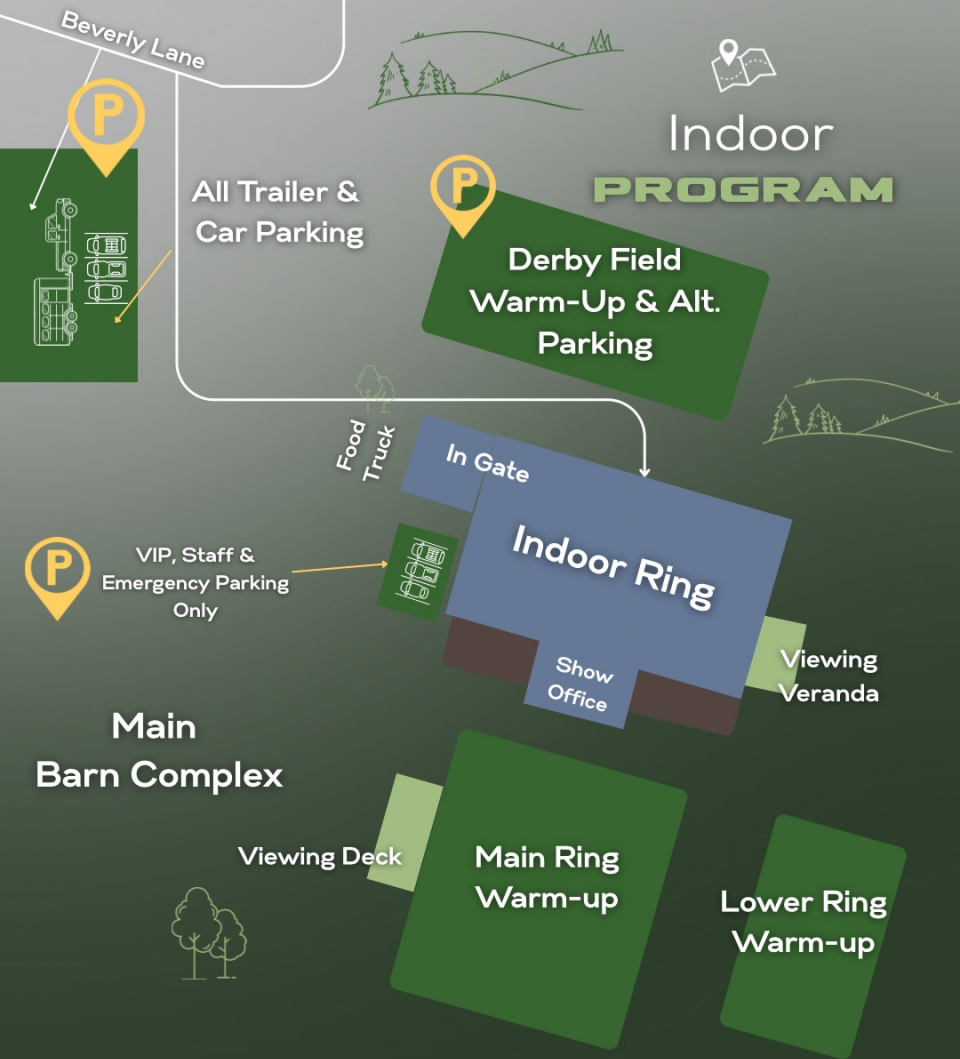 Beverly Lane
P
Indoor
PROGRAM
All Trailer &
Car Parking
P
Derby Field
Warm-Up & Alt.
Parking
Food
Truck
In Gate
Indoor Ring
P
VIP, Staff &
Emergency Parking
Only
Show
Office
Viewing
Veranda
Main
Barn Complex
Viewing Deck
Main Ring
Warm-up
Lower Ring
Warm-up